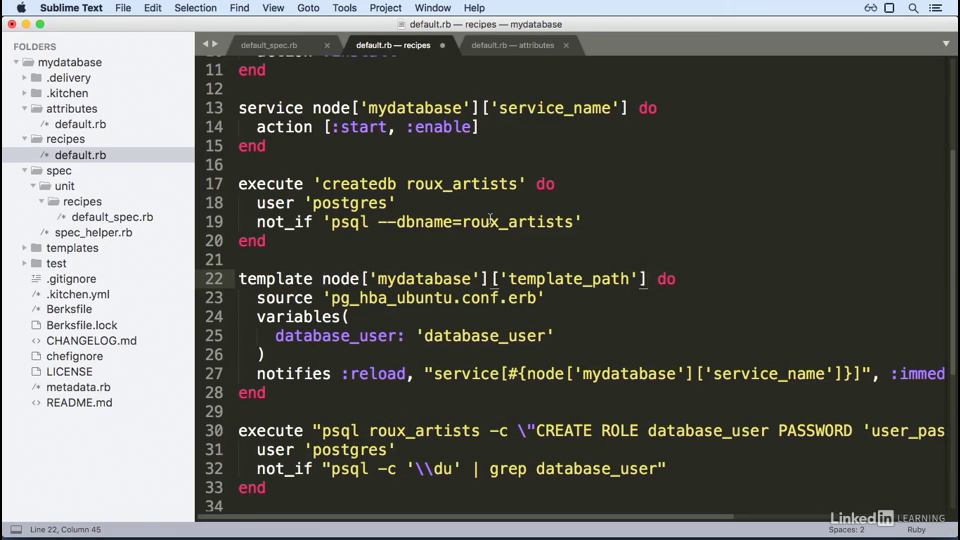 Sublime Text File Edit Selection Find View Goto Tools Project Window Help
default.rb — recipes • mydatabase
FOLDERS
mydatabase
.delivery
.kitchen
attributes
default.rb
recipes
default.rb
spec
unit
recipes
default_spec.rb
spec_helper.rb
templates
test
.gitignore
.kitchen.yml
Berksfile
Berksfile.lock
CHANGELOG.md
chefignore
LICENSE
metadata.rb
README.md
default_spec.rb
default.rb — recipes
default.rb — attributes
11 end
12
13 service node['mydatabase']['service_name'] do
14 action [:start, :enable]
15 end
16
17 execute 'createdb roux_artists' do
18 user 'postgres'
19 not_if 'psql --dbname=roux_artists'
20 end
21
22 template node['mydatabase']['template_path'] do
23 source 'pg_hba_ubuntu.conf.erb'
24 variables(
25 database_user: 'database_user'
26 )
27 notifies :reload, "service[#{node['mydatabase']['service_name']}]", :immed
28 end
29
30 execute "psql roux_artists -c \"CREATE ROLE database_user PASSWORD 'user_pas
31 user 'postgres'
32 not_if "psql -c '\\du' | grep database_user"
33 end
34
Line 22, Column 45
Spaces: 2
Ruby
LinkedIn LEARNING